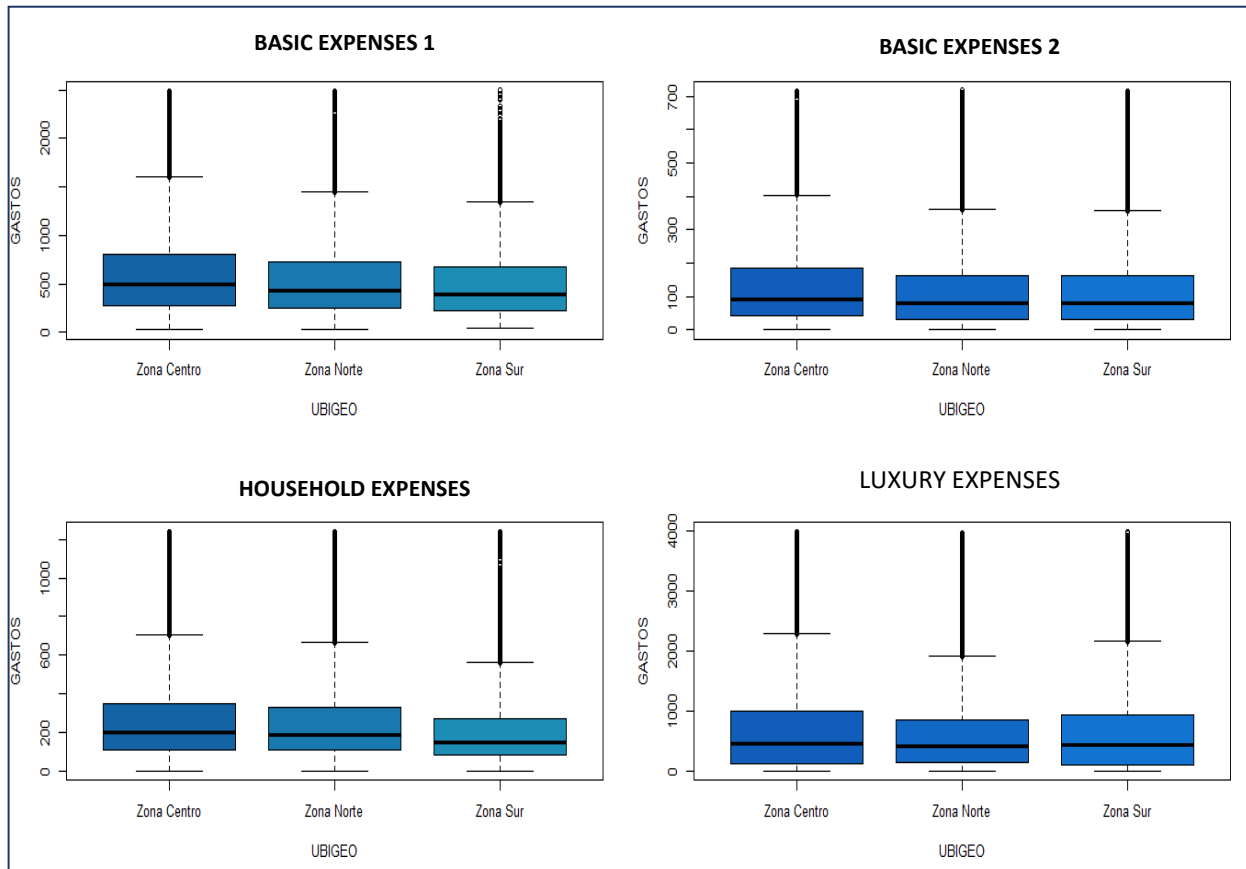 BASIC EXPENSES 1
GASTOS
0
500
1000
2000
Zona Centro
Zona Norte
Zona Sur
UBIGEO
BASIC EXPENSES 2
GASTOS
0
100
300
500
700
Zona Centro
Zona Norte
Zona Sur
UBIGEO
HOUSEHOLD EXPENSES
GASTOS
0
200
600
1000
Zona Centro
Zona Norte
Zona Sur
UBIGEO
LUXURY EXPENSES
GASTOS
0
1000
2000
3000
4000
Zona Centro
Zona Norte
Zona Sur
UBIGEO